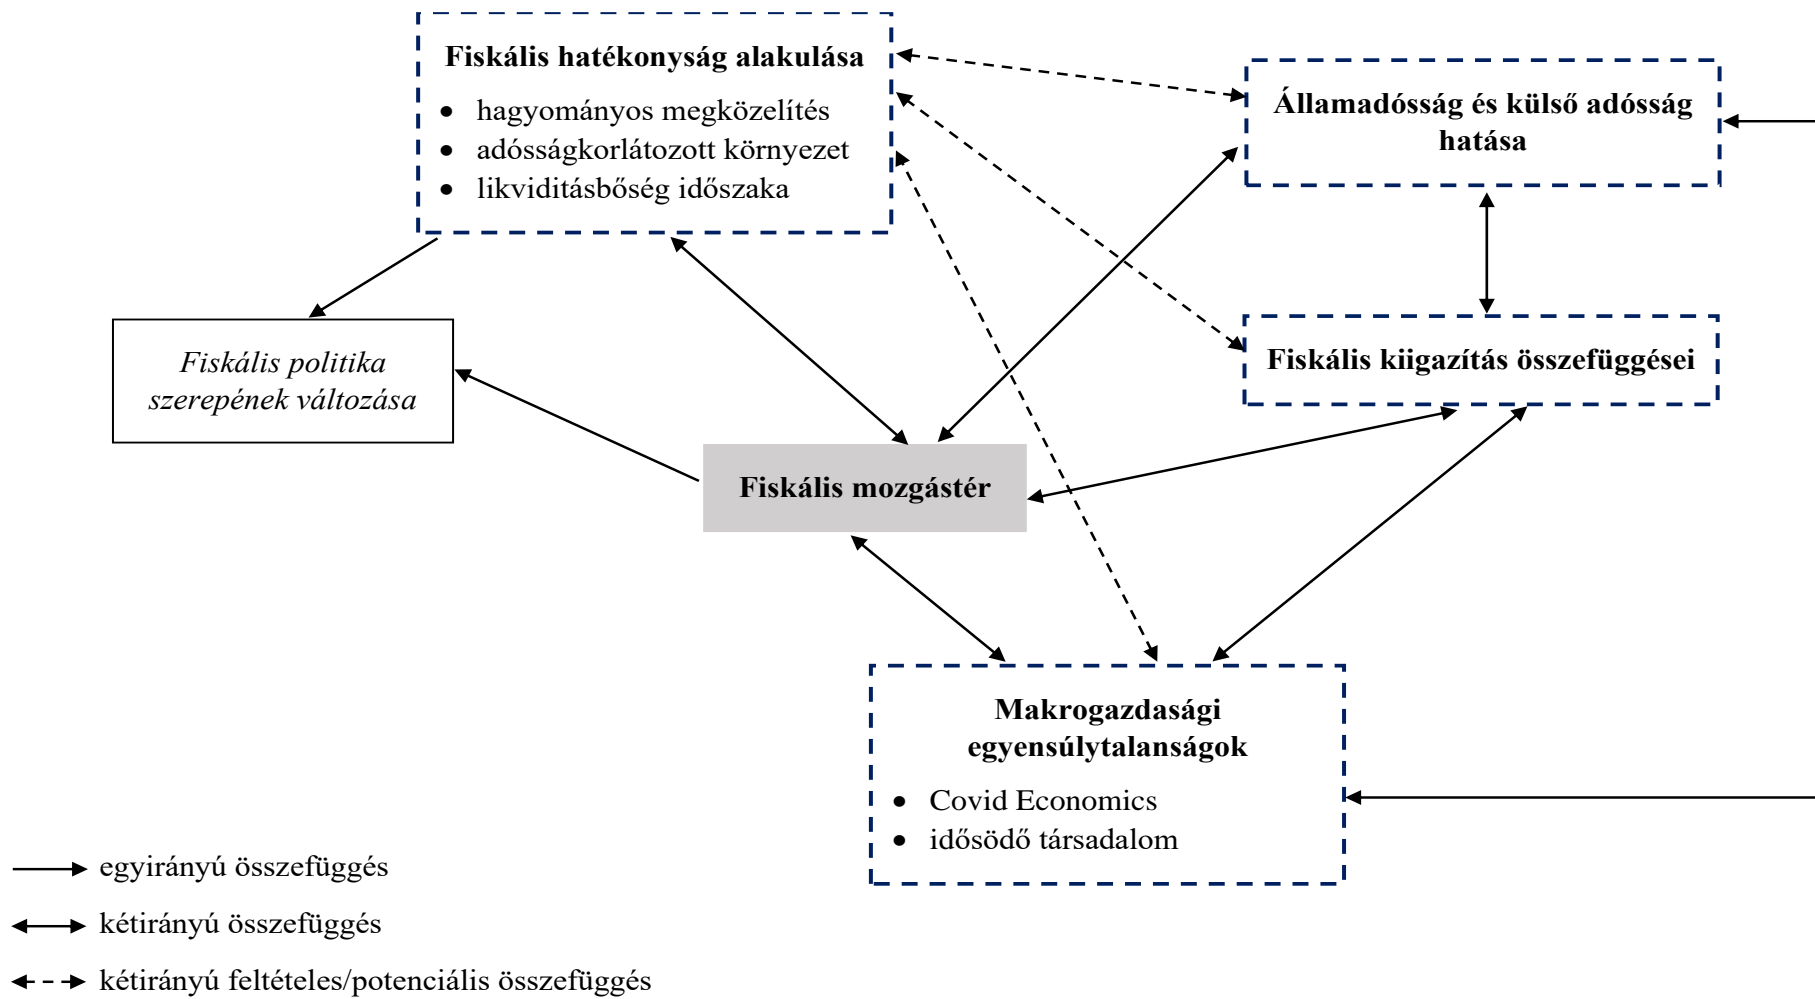 Fiskális hatékonyság alakulása
• hagyományos megközelítés
• adósságkorlátozott környezet
• likviditásbőség időszaka
Államadósság és külső adósság
hatása
Fiskális politika
szerepének változása
Fiskális kiigazítás összefüggései
Fiskális mozgástér
Makrogazdasági
egyensúlytalanságok
• Covid Economics
• idősödő társadalom
egyirányú összefüggés
kétirányú összefüggés
kétirányú feltételes/potenciális összefüggés